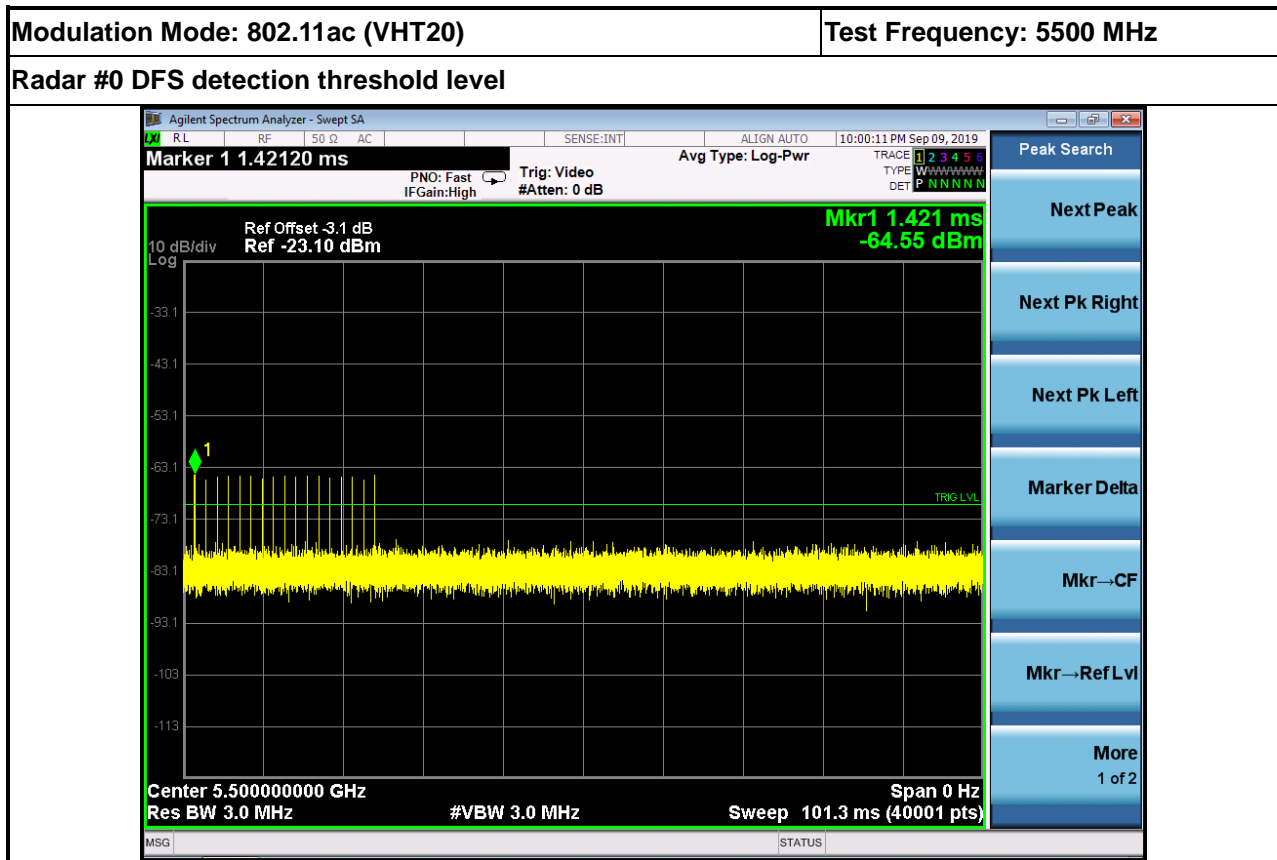 Modulation Mode: 802.11ac (VHT20) Test Frequency: 5500 MHz
Radar #0 DFS detection threshold level
Agilent Spectrum Analyzer - Swept SA
LXI RL RF 50 Ω AC SENSE:INT ALIGN AUTO 10:00:11 PM Sep 09, 2019
Marker 1 1.42120 ms
PNO: Fast
IFGain:High
Trig: Video
#Atten: 0 dB
Avg Type: Log-Pwr
TRACE 1 2 3 4 5 6
TYPE WWWWWW
DET P N N N N N
Ref Offset -3.1 dB
10 dB/div Ref -23.10 dBm
Log
Mkr1 1.421 ms
-64.55 dBm
-33.1
-43.1
-53.1
1
-63.1
TRIG LVL
-73.1
-83.1
-93.1
-103
-113
Center 5.500000000 GHz Span 0 Hz
Res BW 3.0 MHz #VBW 3.0 MHz Sweep 101.3 ms (40001 pts)
MSG STATUS
Peak Search
Next Peak
Next Pk Right
Next Pk Left
Marker Delta
Mkr→CF
Mkr→Ref Lvl
More
1 of 2